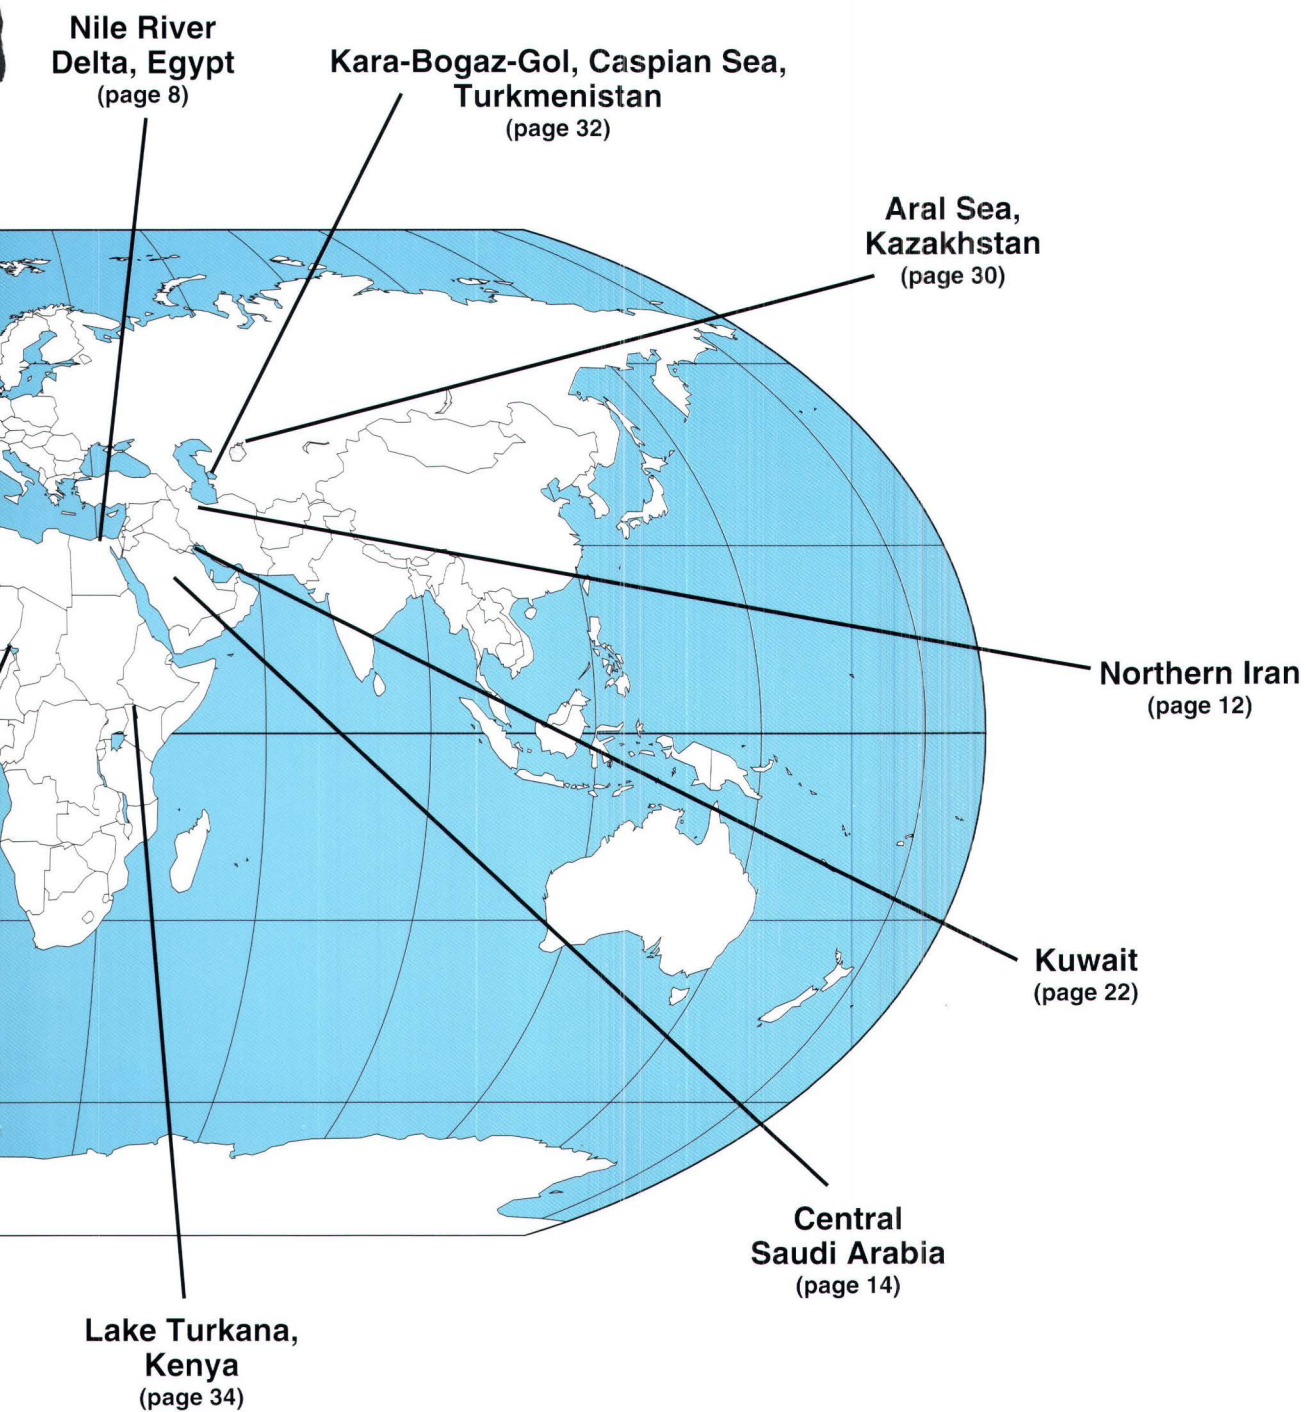 Nile River
Delta, Egypt
(page 8)
Kara-Bogaz-Gol, Caspian Sea,
Turkmenistan
(page 32)
Aral Sea,
Kazakhstan
(page 30)
Northern Iran
(page 12)
Kuwait
(page 22)
Central
Saudi Arabia
(page 14)
Lake Turkana,
Kenya
(page 34)